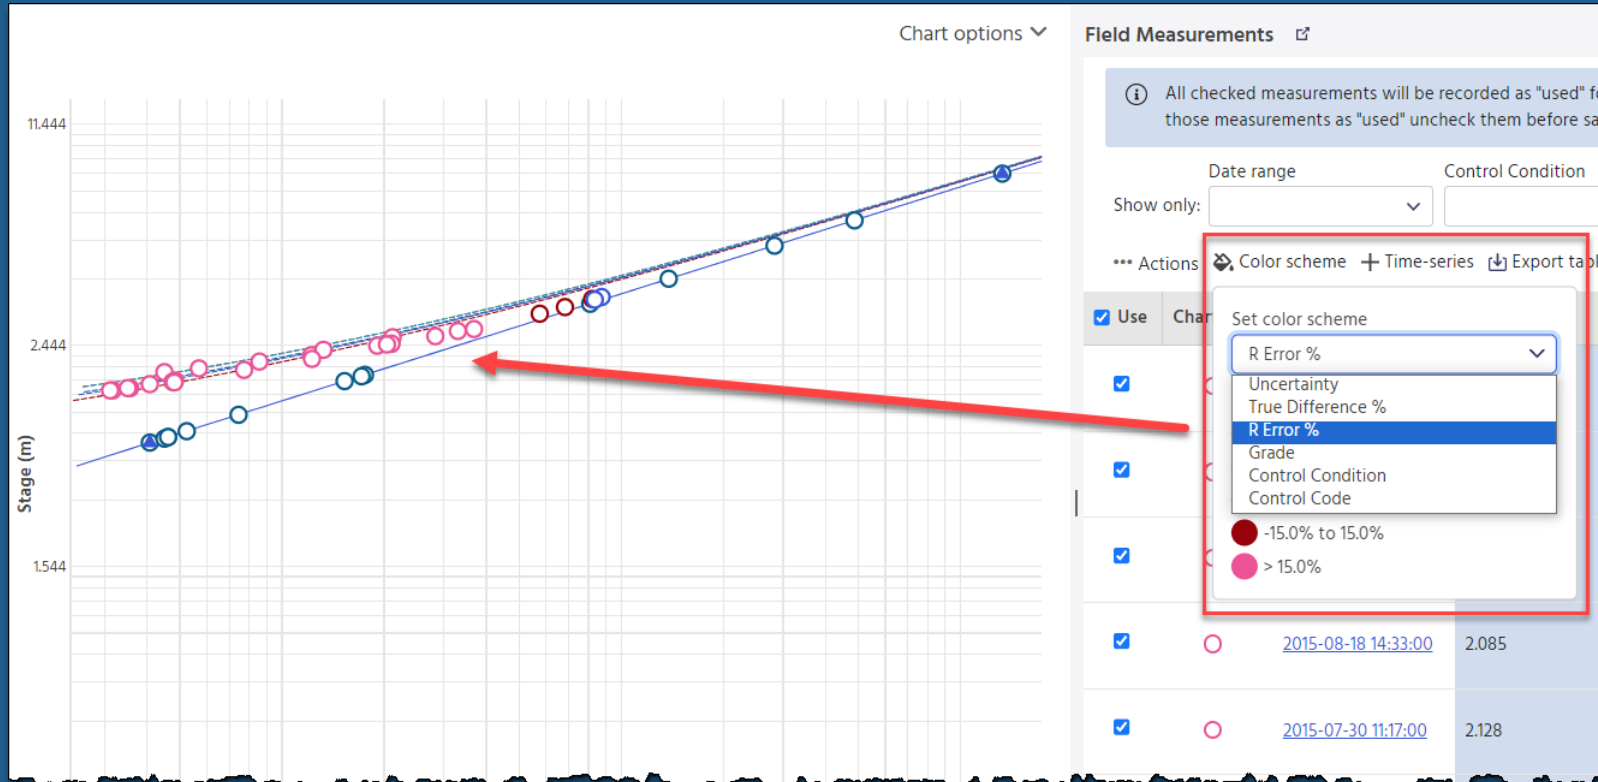 Chart options
11.444
2.444
1.544
Stage (m)
Field Measurements
All checked measurements will be recorded as "used" f
those measurements as "used" uncheck them before sa
Date range
Control Condition
Show only:
Actions
Color scheme
Time-series
Export tabl
Use
Char
Set color scheme
R Error %
Uncertainty
True Difference %
R Error %
Grade
Control Condition
Control Code
-15.0% to 15.0%
> 15.0%
2015-08-18 14:33:00 2.085
2015-07-30 11:17:00 2.128